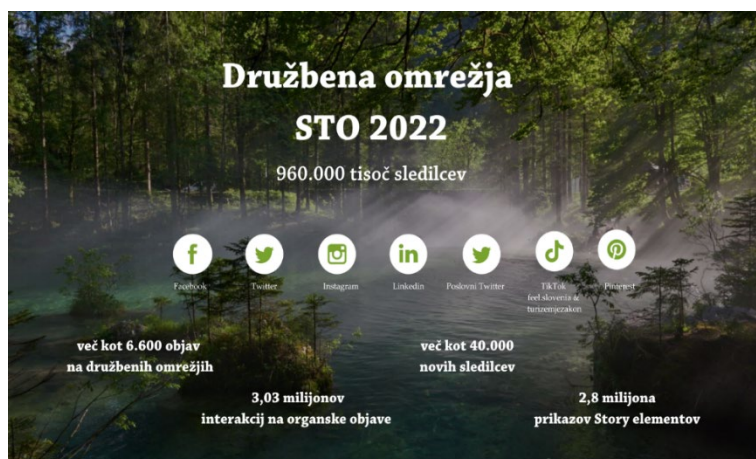 Družbena omrežja
STO 2022
960.000 tisoč sledilcev
Facebook
Twitter
Instagram
Linkedin
Poslovni Twitter
TikTok
feel.slovenia &
turizemjezakon
Pinterest
več kot 6.600 objav
na družbenih omrežjih
več kot 40.000
novih sledilcev
3,03 milijonov
interakcij na organske objave
2,8 milijona
prikazov Story elementov